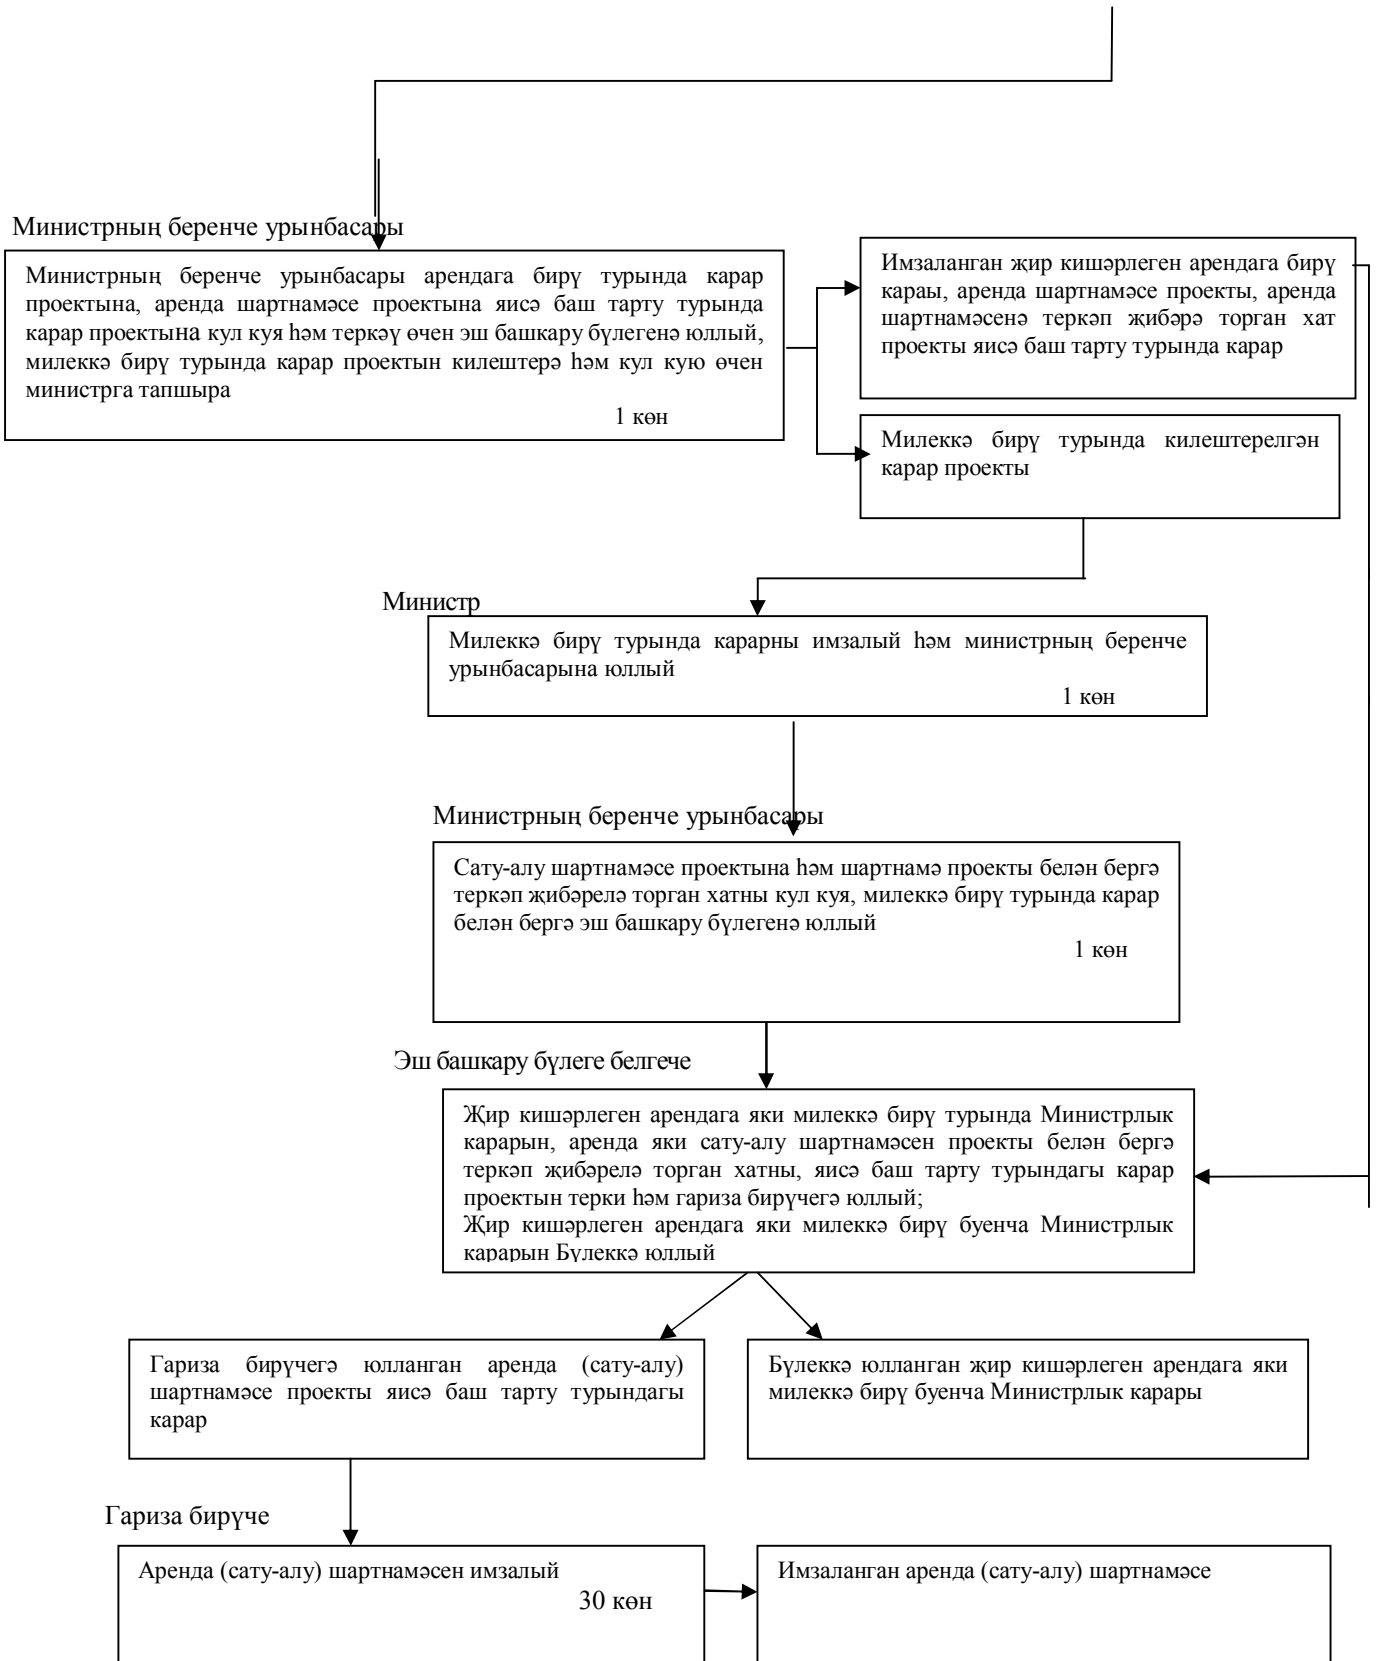 Министрның беренче урынбасары
Министрның беренче урынбасары арендага бирү турында карар
проектына, аренда шартнамәсе проектына яисә баш тарту турында
карар проектына кул куя һәм теркәү өчен эш башкару бүлегенә юллый,
милеккә бирү турында карар проектын килештерә һәм кул кую өчен
министрга тапшыра
1 көн
Имзаланган җир кишәрлеген арендага бирү
караы, аренда шартнамәсе проекты, аренда
шартнамәсенә теркәп җибәрә торган хат
проекты яисә баш тарту турында карар
Милеккә бирү турында килештерелгән
карар проекты
Министр
Милеккә бирү турында карарны имзалый һәм министрның беренче
урынбасарына юллый
1 көн
Министрның беренче урынбасары
Сату-алу шартнамәсе проектына һәм шартнамә проекты белән бергә
теркәп җибәрелә торган хатны кул куя, милеккә бирү турында карар
белән бергә эш башкару бүлегенә юллый
1 көн
Эш башкару бүлеге белгече
Җир кишәрлеген арендага яки милеккә бирү турында Министрлык
карарын, аренда яки сату-алу шартнамәсен проекты белән бергә
теркәп җибәрелә торган хатны, яисә баш тарту турындагы карар
проектын терки һәм гариза бирүчегә юллый;
Җир кишәрлеген арендага яки милеккә бирү буенча Министрлык
карарын Бүлеккә юллый
Гариза бирүчегә юлланган аренда (сату-алу)
шартнамәсе проекты яисә баш тарту турындагы
карар
Бүлеккә юлланган җир кишәрлеген арендага яки
милеккә бирү буенча Министрлык карары
Гариза бирүче
Аренда (сату-алу) шартнамәсен имзалый
30 көн
Имзаланган аренда (сату-алу) шартнамәсе